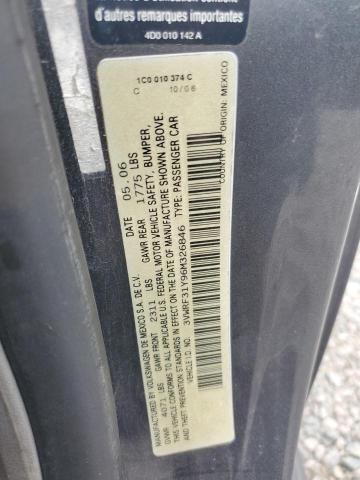 d'autres remarques importantes
4D0 010 142 A
1C0 010 374 C
C 10/06
MANUFACTURED BY VOLKSWAGEN DE MEXICO S.A. DE C.V. DATE 05.06
GVWR 4071 LBS GAWR FRONT 2311 LBS GAWR REAR 1775 LBS
THIS VEHICLE CONFORMS TO ALL APPLICABLE U.S. FEDERAL MOTOR VEHICLE SAFETY, BUMPER,
AND THEFT PREVENTION STANDARDS IN EFFECT ON THE DATE OF MANUFACTURE SHOWN ABOVE.
VEHICLE I.D. NO.: 3VWRF31Y96M326846 TYPE: PASSENGER CAR
COUNTRY OF ORIGIN: MEXICO